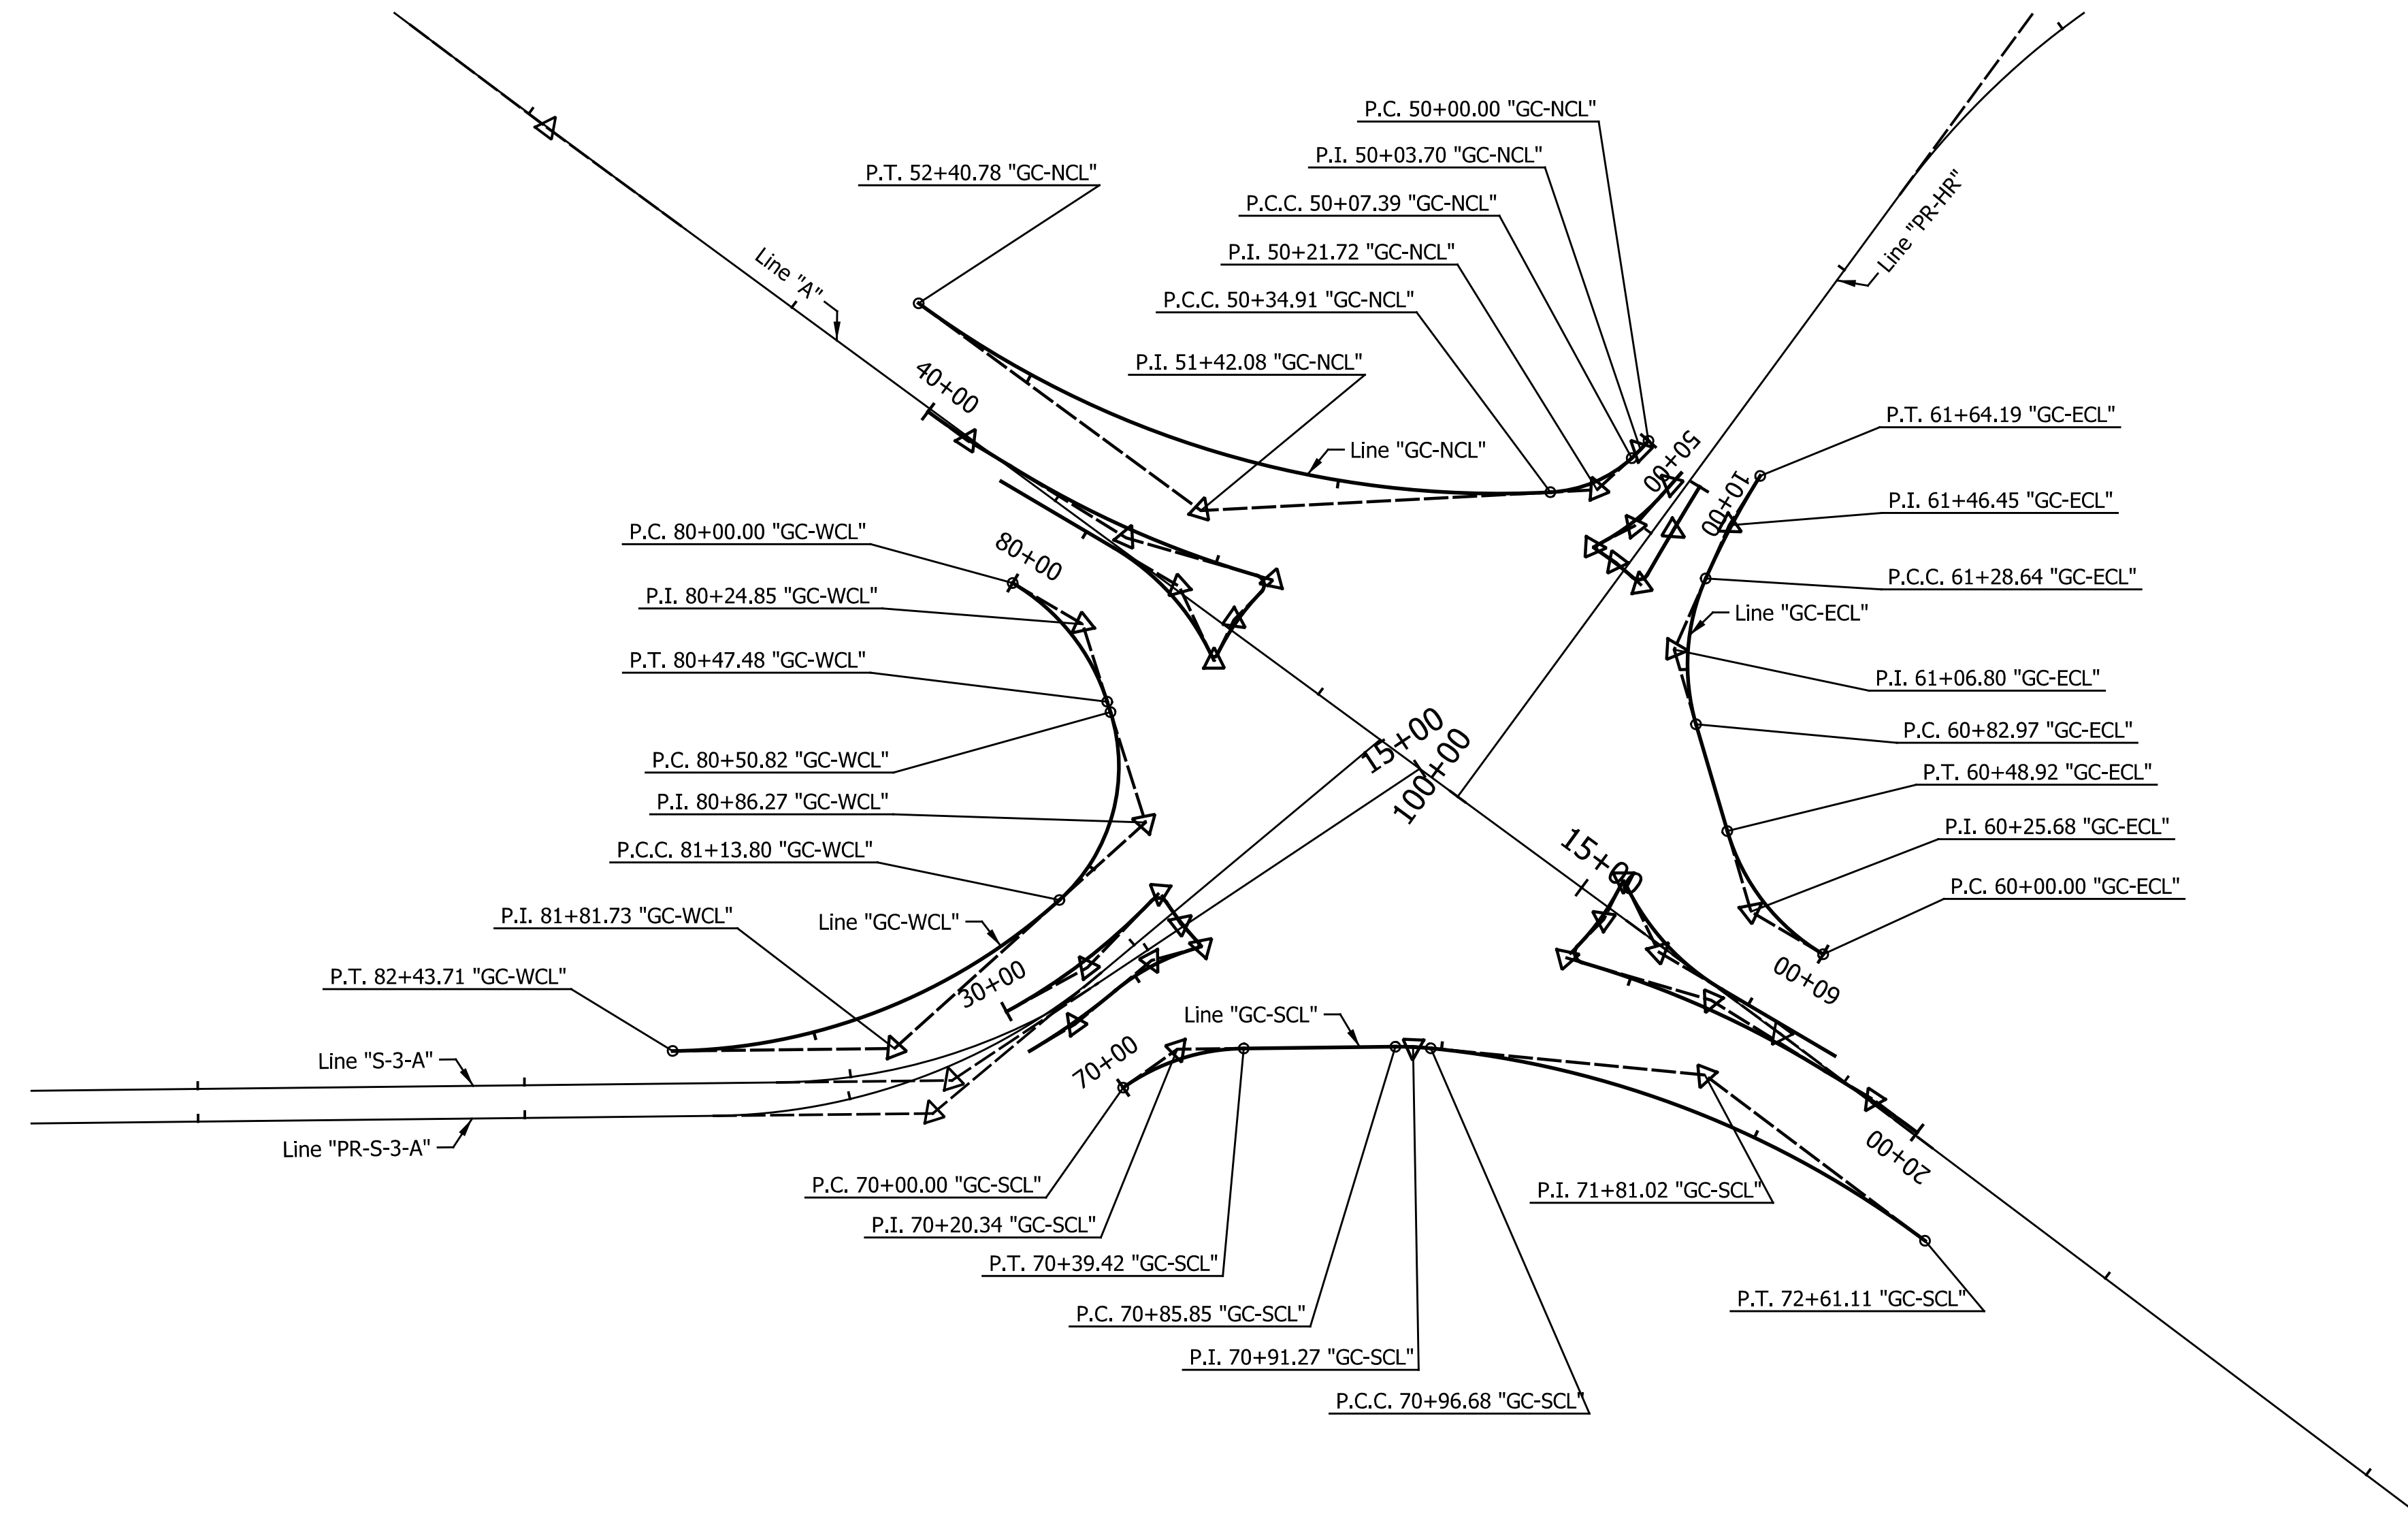 P.C. 50+00.00 "GC-NCL"
P.I. 50+03.70 "GC-NCL"
P.T. 52+40.78 "GC-NCL"
P.C.C. 50+07.39 "GC-NCL"
Line "PR-HR"
P.I. 50+21.72 "GC-NCL"
Line "A"
P.C.C. 50+34.91 "GC-NCL"
P.I. 51+42.08 "GC-NCL"
40+00
P.T. 61+64.19 "GC-ECL"
Line "GC-NCL"
50+00
10+00
P.I. 61+46.45 "GC-ECL"
P.C. 80+00.00 "GC-WCL"
80+00
P.C.C. 61+28.64 "GC-ECL"
P.I. 80+24.85 "GC-WCL"
Line "GC-ECL"
P.T. 80+47.48 "GC-WCL"
P.I. 61+06.80 "GC-ECL"
P.C. 60+82.97 "GC-ECL"
15+00
P.C. 80+50.82 "GC-WCL"
100+00
P.T. 60+48.92 "GC-ECL"
P.I. 80+86.27 "GC-WCL"
P.I. 60+25.68 "GC-ECL"
P.C.C. 81+13.80 "GC-WCL"
15+00
P.C. 60+00.00 "GC-ECL"
P.I. 81+81.73 "GC-WCL"
Line "GC-WCL"
P.T. 82+43.71 "GC-WCL"
30+00
60+00
Line "GC-SCL"
Line "S-3-A"
70+00
Line "PR-S-3-A"
20+00
P.C. 70+00.00 "GC-SCL"
P.I. 71+81.02 "GC-SCL"
P.I. 70+20.34 "GC-SCL"
P.T. 70+39.42 "GC-SCL"
P.T. 72+61.11 "GC-SCL"
P.C. 70+85.85 "GC-SCL"
P.I. 70+91.27 "GC-SCL"
P.C.C. 70+96.68 "GC-SCL"